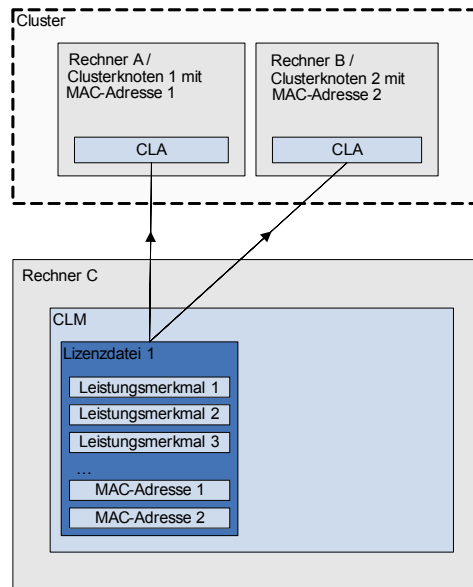 Cluster
Rechner A /
Clusterknoten 1 mit
MAC-Adresse 1
CLA
Rechner B /
Clusterknoten 2 mit
MAC-Adresse 2
CLA
Rechner C
CLM
Lizenzdatei 1
Leistungsmerkmal 1
Leistungsmerkmal 2
Leistungsmerkmal 3
...
MAC-Adresse 1
MAC-Adresse 2